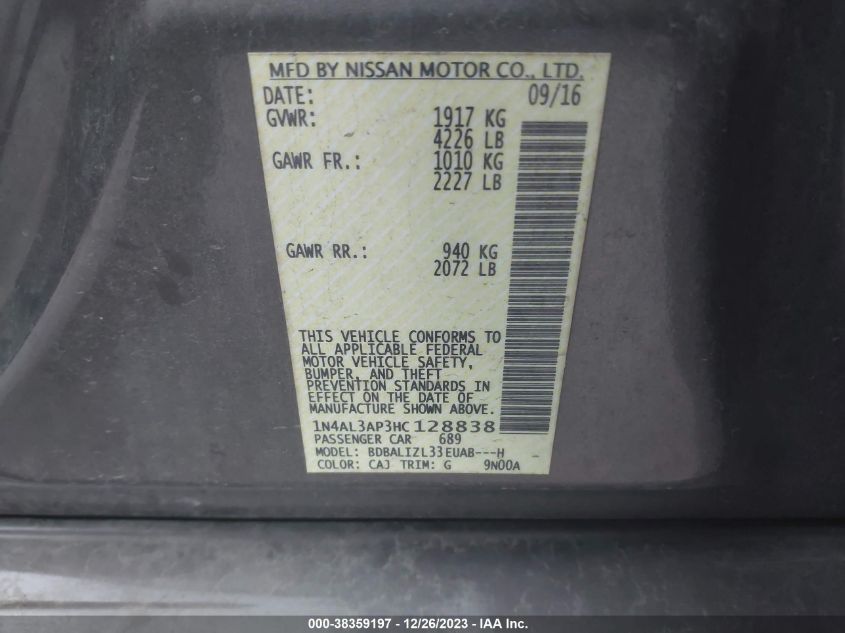 MFD BY NISSAN MOTOR CO., LTD.
DATE: 09/16
GVWR: 1917 KG
4226 LB
GAWR FR.: 1010 KG
2227 LB
GAWR RR.: 940 KG
2072 LB
THIS VEHICLE CONFORMS TO
ALL APPLICABLE FEDERAL
MOTOR VEHICLE SAFETY,
BUMPER, AND THEFT
PREVENTION STANDARDS IN
EFFECT ON THE DATE OF
MANUFACTURE SHOWN ABOVE.
1N4AL3AP3HC128838
PASSENGER CAR 689
MODEL: BDBALIZL33EUAB---H
COLOR: CAJ TRIM: G 9N00A
000-38359197 - 12/26/2023 - IAA Inc.